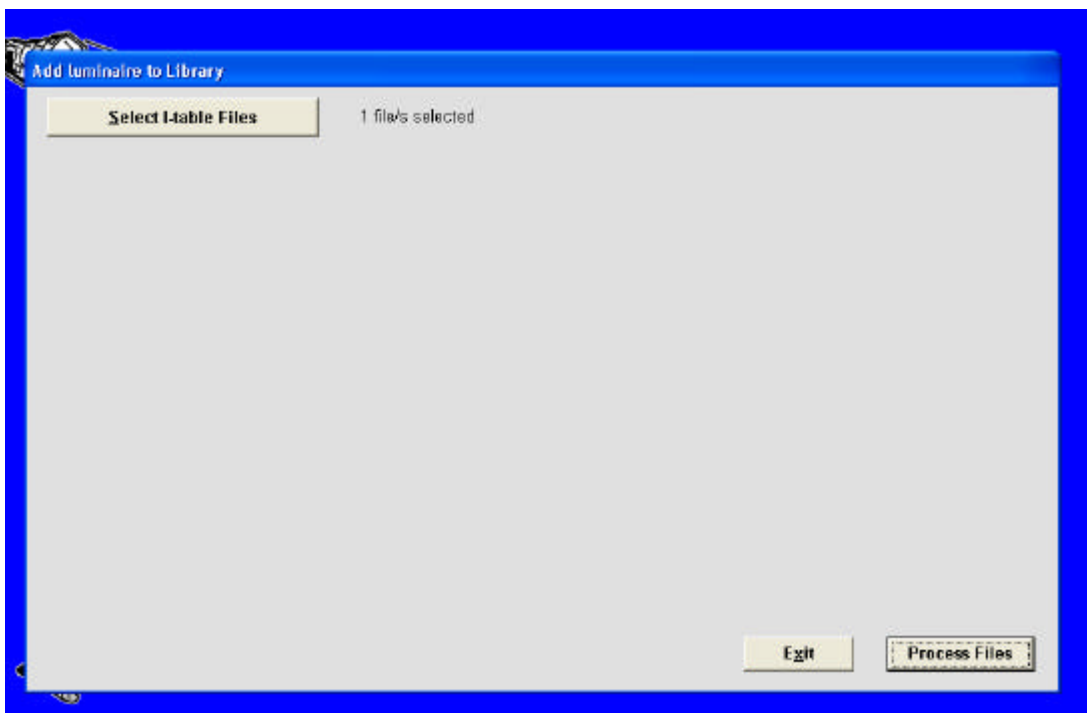 Add luminaire to Library
Select I-table Files
1 file/s selected
Exit
Process Files